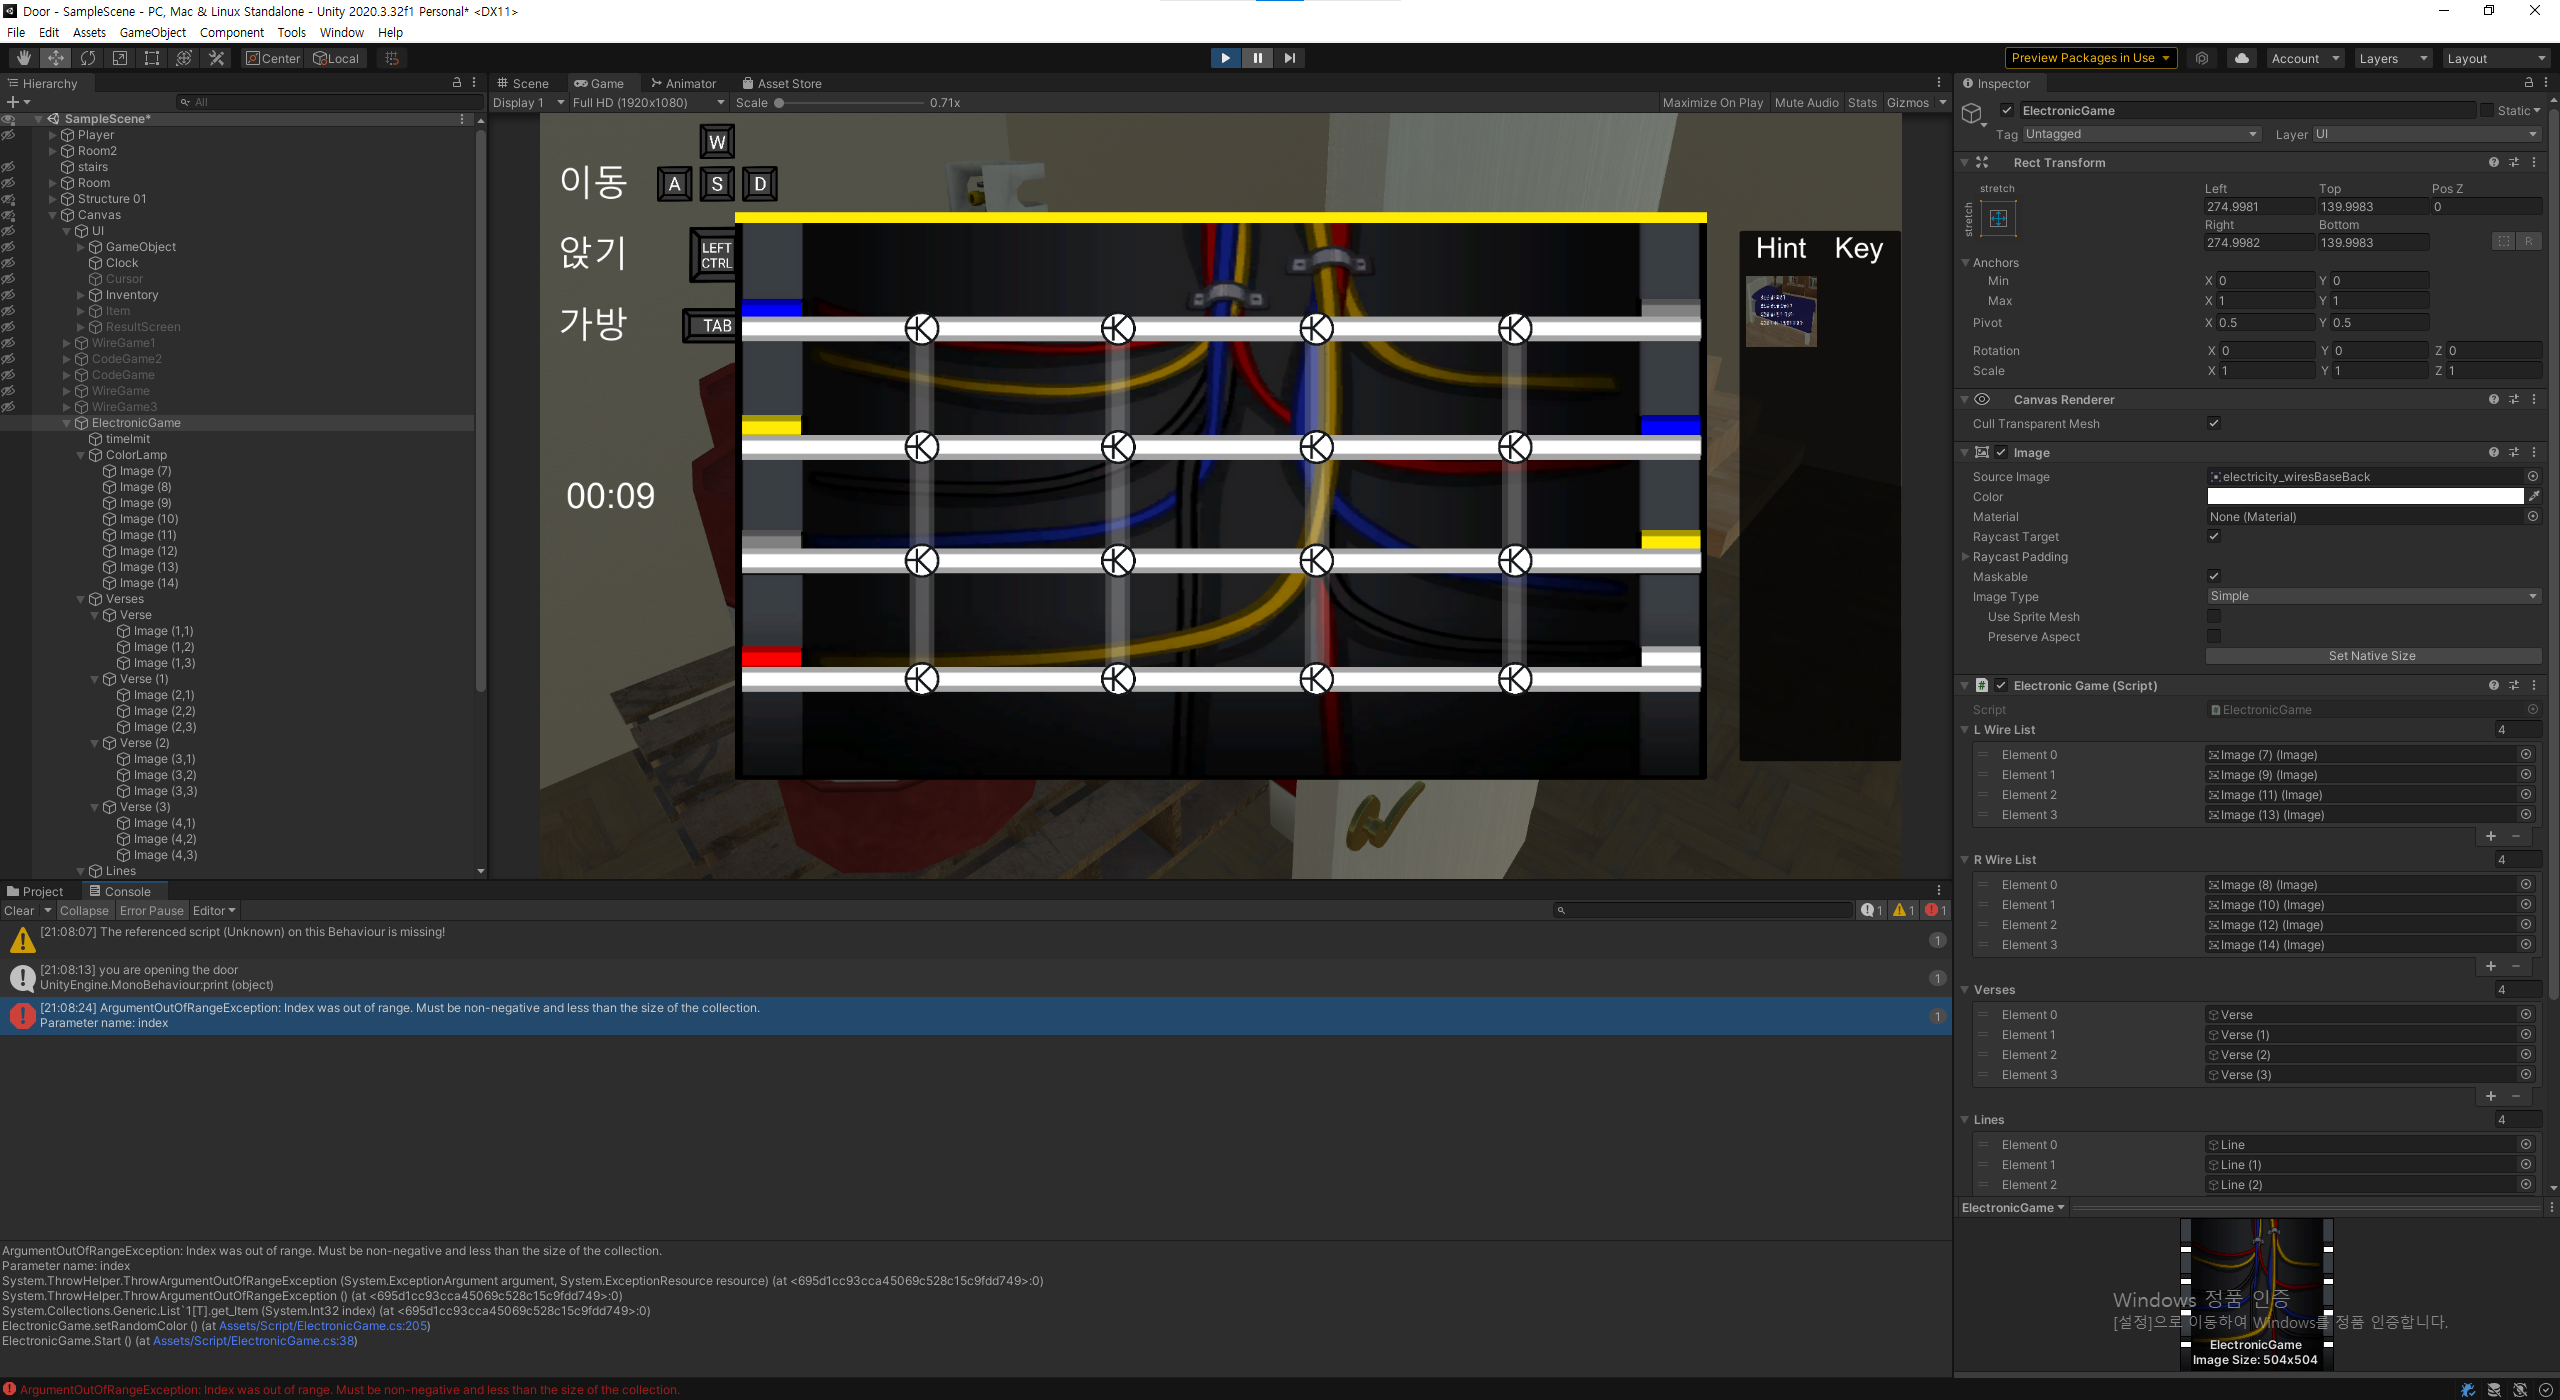 Door - SampleScene - PC, Mac & Linux Standalone - Unity 2020.3.32f1 Personal* <DX11>
File Edit Assets GameObject Component Tools Window Help
Center Local
Preview Packages in Use Account Layers Layout
Hierarchy
All
SampleScene*
Player
Room2
stairs
Room
Structure 01
Canvas
UI
GameObject
Clock
Cursor
Inventory
Item
ResultScreen
WireGame1
CodeGame2
CodeGame
WireGame
WireGame3
ElectronicGame
timeImit
ColorLamp
Image (7)
Image (8)
Image (9)
Image (10)
Image (11)
Image (12)
Image (13)
Image (14)
Verses
Verse
Image (1,1)
Image (1,2)
Image (1,3)
Verse (1)
Image (2,1)
Image (2,2)
Image (2,3)
Verse (2)
Image (3,1)
Image (3,2)
Image (3,3)
Verse (3)
Image (4,1)
Image (4,2)
Image (4,3)
Lines
Scene Game Animator Asset Store
Display 1 Full HD (1920x1080) Scale 0.71x Maximize On Play Mute Audio Stats Gizmos
W
이동 A S D
앉기 LEFT CTRL
가방 TAB
00:09
Hint Key
Project Console
Clear Collapse Error Pause Editor 1 1 1
[21:08:07] The referenced script (Unknown) on this Behaviour is missing!
1
[21:08:13] you are opening the door
UnityEngine.MonoBehaviour:print (object)
1
[21:08:24] ArgumentOutOfRangeException: Index was out of range. Must be non-negative and less than the size of the collection.
Parameter name: index
1
ArgumentOutOfRangeException: Index was out of range. Must be non-negative and less than the size of the collection.
Parameter name: index
System.ThrowHelper.ThrowArgumentOutOfRangeException (System.ExceptionArgument argument, System.ExceptionResource resource) (at <695d1cc93cca45069c528c15c9fdd749>:0)
System.ThrowHelper.ThrowArgumentOutOfRangeException () (at <695d1cc93cca45069c528c15c9fdd749>:0)
System.Collections.Generic.List`1[T].get_Item (System.Int32 index) (at <695d1cc93cca45069c528c15c9fdd749>:0)
ElectronicGame.setRandomColor () (at Assets/Script/ElectronicGame.cs:205)
ElectronicGame.Start () (at Assets/Script/ElectronicGame.cs:38)
ArgumentOutOfRangeException: Index was out of range. Must be non-negative and less than the size of the collection.
Inspector
ElectronicGame Static
Tag Untagged Layer UI
Rect Transform
stretch
stretch
Left Top Pos Z
274.9981 139.9983 0
Right Bottom
274.9982 139.9983 R
Anchors
Min X 0 Y 0
Max X 1 Y 1
Pivot X 0.5 Y 0.5
Rotation X 0 Y 0 Z 0
Scale X 1 Y 1 Z 1
Canvas Renderer
Cull Transparent Mesh
Image
Source Image electricity_wiresBaseBack
Color
Material None (Material)
Raycast Target
Raycast Padding
Maskable
Image Type Simple
Use Sprite Mesh
Preserve Aspect
Set Native Size
Electronic Game (Script)
Script ElectronicGame
L Wire List 4
Element 0 Image (7) (Image)
Element 1 Image (9) (Image)
Element 2 Image (11) (Image)
Element 3 Image (13) (Image)
R Wire List 4
Element 0 Image (8) (Image)
Element 1 Image (10) (Image)
Element 2 Image (12) (Image)
Element 3 Image (14) (Image)
Verses 4
Element 0 Verse
Element 1 Verse (1)
Element 2 Verse (2)
Element 3 Verse (3)
Lines 4
Element 0 Line
Element 1 Line (1)
Element 2 Line (2)
ElectronicGame
Windows 정품 인증
[설정]으로 이동하여 Windows를 정품 인증합니다.
ElectronicGame
Image Size: 504x504